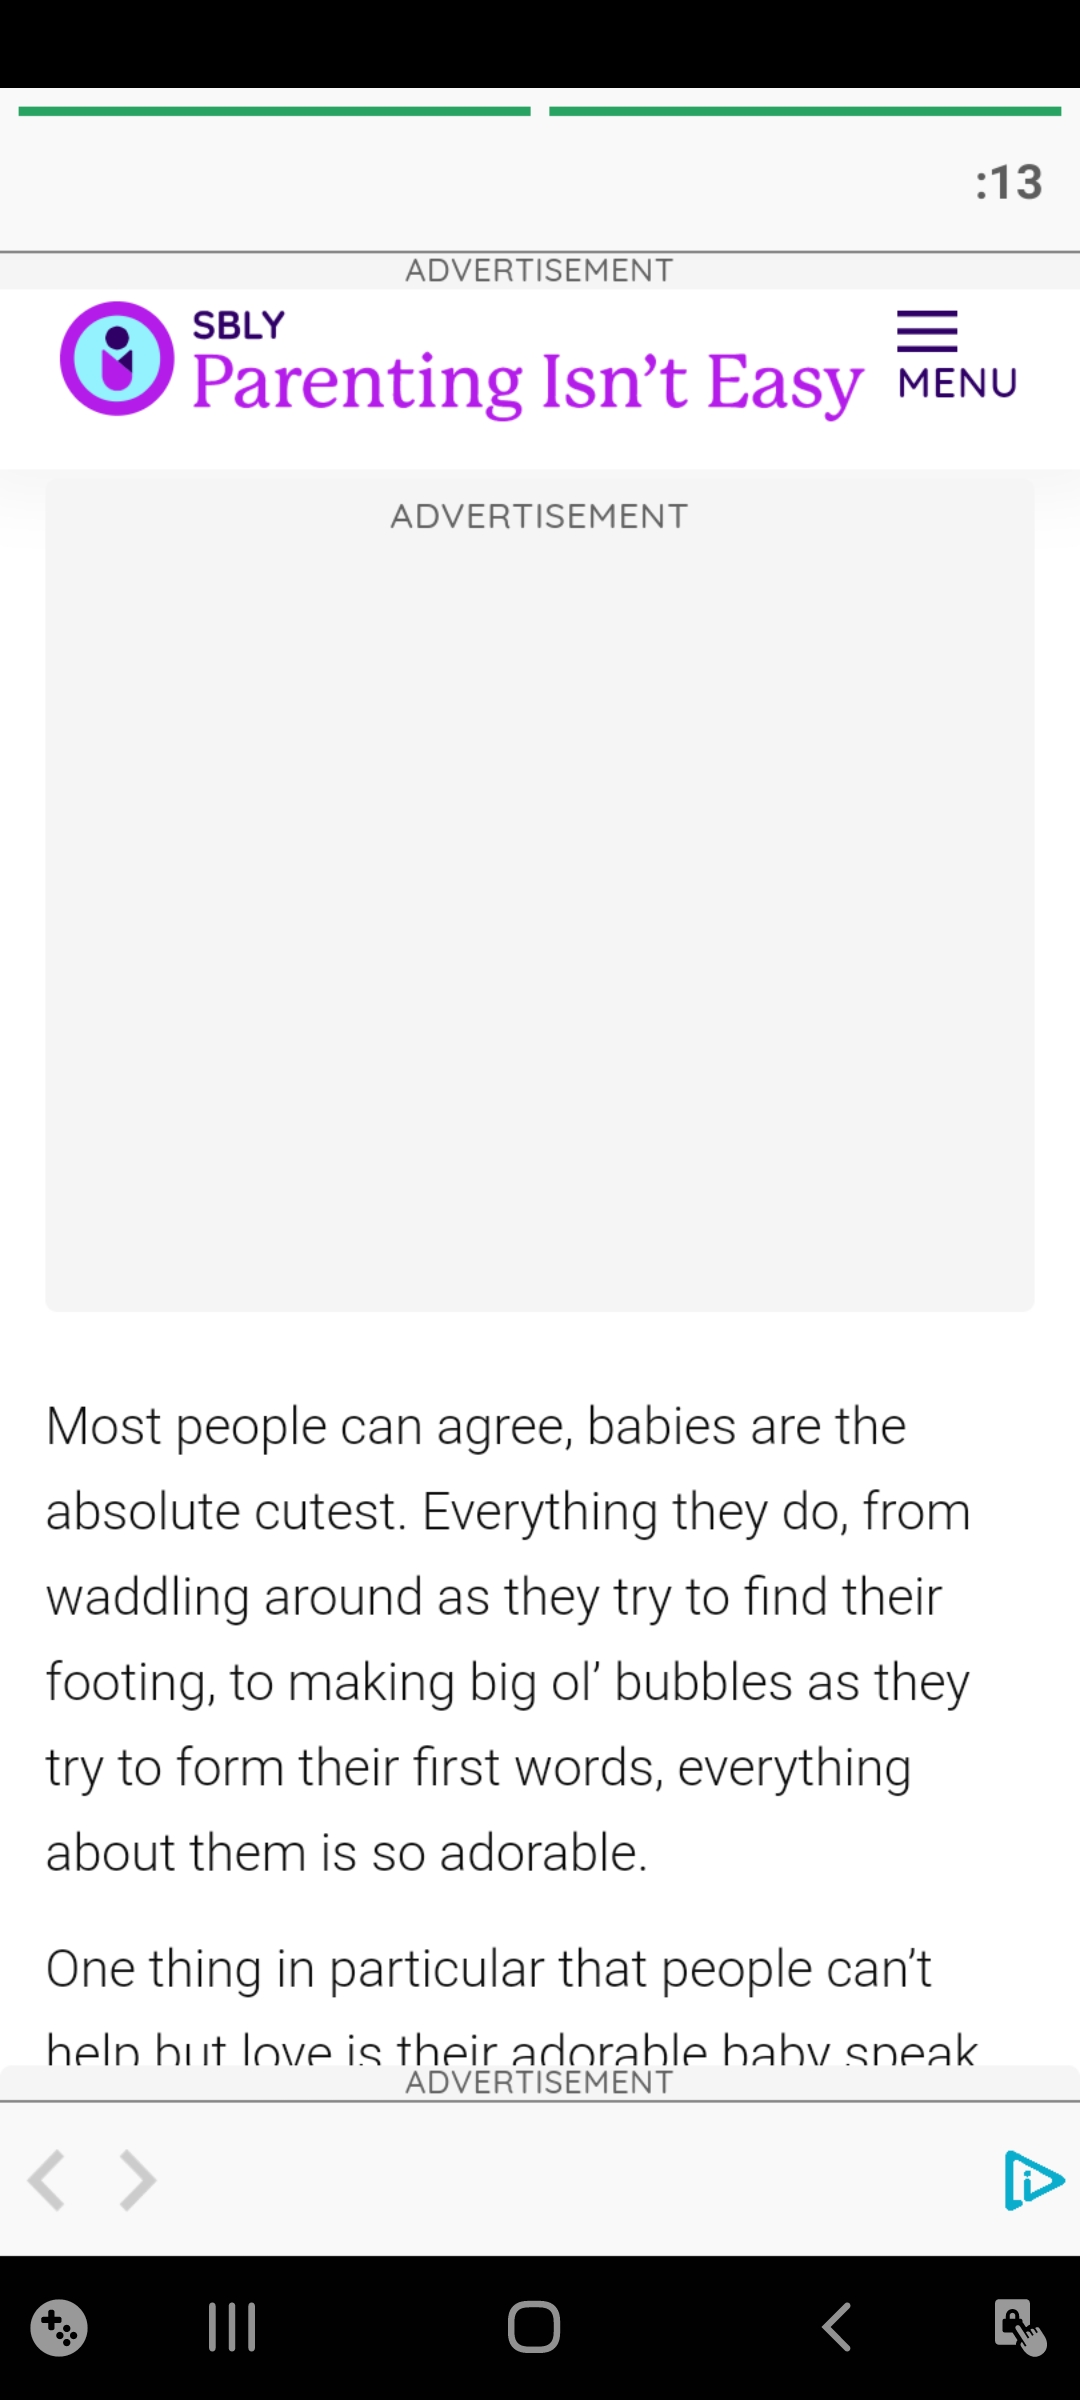 :13
ADVERTISEMENT
SBLY
Parenting Isn’t Easy
MENU
ADVERTISEMENT
Most people can agree, babies are the
absolute cutest. Everything they do, from
waddling around as they try to find their
footing, to making big ol’ bubbles as they
try to form their first words, everything
about them is so adorable.
One thing in particular that people can’t
help but love is their adorable baby speak
ADVERTISEMENT